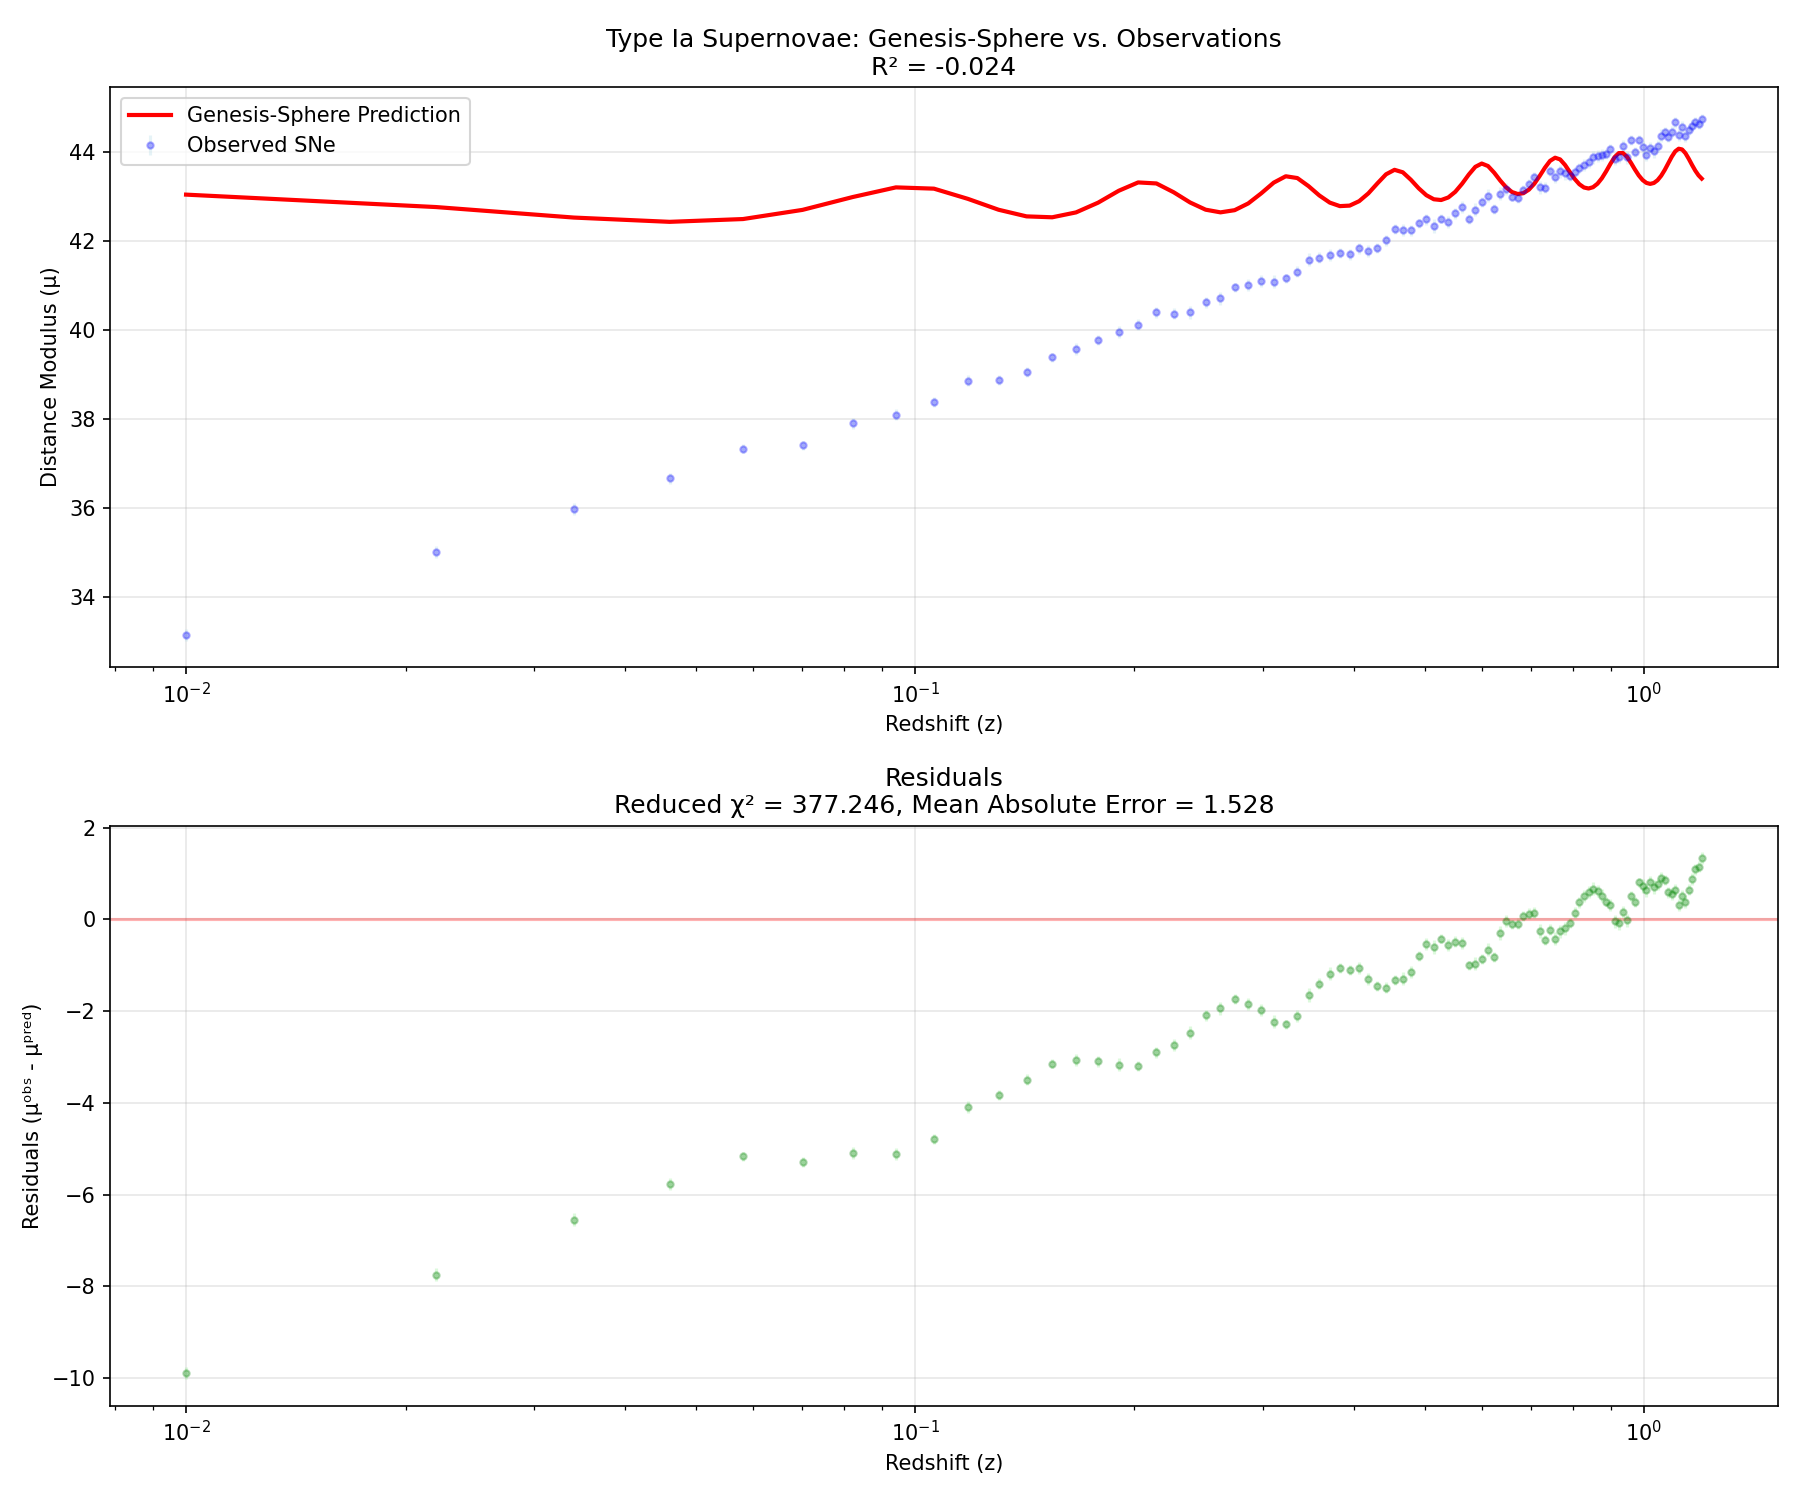 Type Ia Supernovae: Genesis-Sphere vs. Observations
R² = -0.024
Genesis-Sphere Prediction
Observed SNe
Distance Modulus (μ)
44
42
40
38
36
34
10⁻²
10⁻¹
10⁰
Redshift (z)
Residuals
Reduced χ² = 377.246, Mean Absolute Error = 1.528
Residuals (μᵒᵇˢ - μᵖʳᵉᵈ)
2
0
−2
−4
−6
−8
−10
10⁻²
10⁻¹
10⁰
Redshift (z)